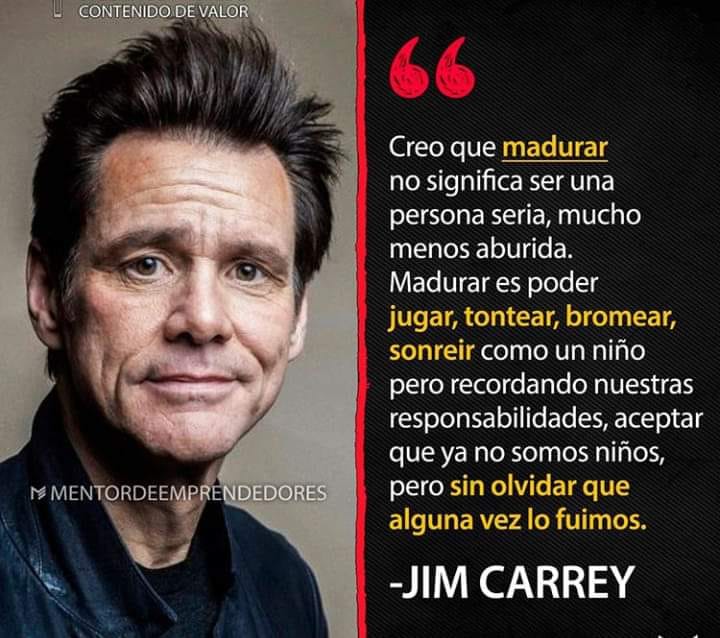 CONTENIDO DE VALOR
MENTORDEEMPRENDEDORES
Creo que madurar
no significa ser una
persona seria, mucho
menos aburida.
Madurar es poder
jugar, tontear, bromear,
sonreir como un niño
pero recordando nuestras
responsabilidades, aceptar
que ya no somos niños,
pero sin olvidar que
alguna vez lo fuimos.
-JIM CARREY